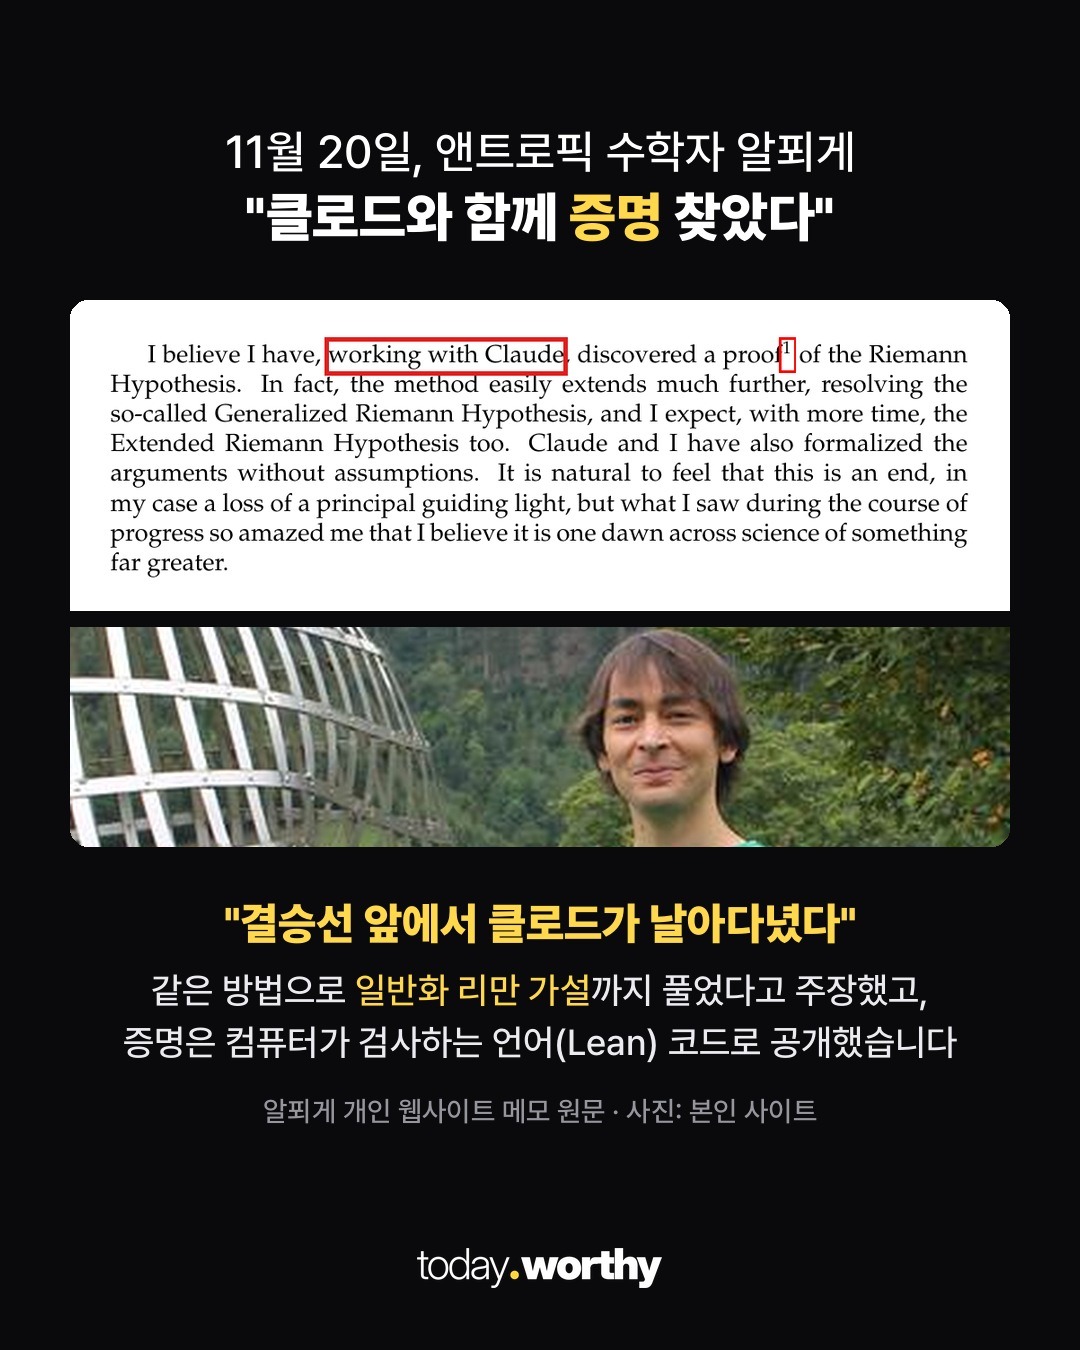 11월 20일, 앤트로픽 수학자 알푀게
"클로드와 함께 증명 찾았다"
I believe I have, working with Claude, discovered a proof¹ of the Riemann
Hypothesis. In fact, the method easily extends much further, resolving the
so-called Generalized Riemann Hypothesis, and I expect, with more time, the
Extended Riemann Hypothesis too. Claude and I have also formalized the
arguments without assumptions. It is natural to feel that this is an end, in
my case a loss of a principal guiding light, but what I saw during the course of
progress so amazed me that I believe it is one dawn across science of something
far greater.
"결승선 앞에서 클로드가 날아다녔다"
같은 방법으로 일반화 리만 가설까지 풀었다고 주장했고,
증명은 컴퓨터가 검사하는 언어(Lean) 코드로 공개했습니다
알푀게 개인 웹사이트 메모 원문 · 사진: 본인 사이트
today.worthy